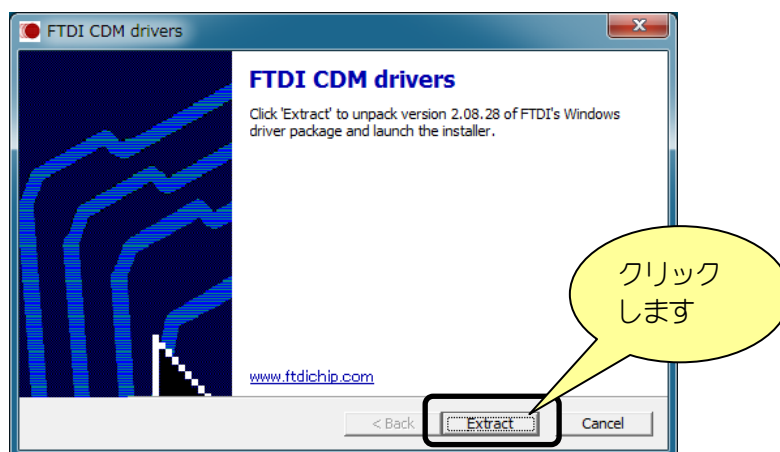 FTDI CDM drivers
FTDI CDM drivers
Click 'Extract' to unpack version 2.08.28 of FTDI's Windows
driver package and launch the installer.
クリック
します
www.ftdichip.com
< Back
Extract
Cancel